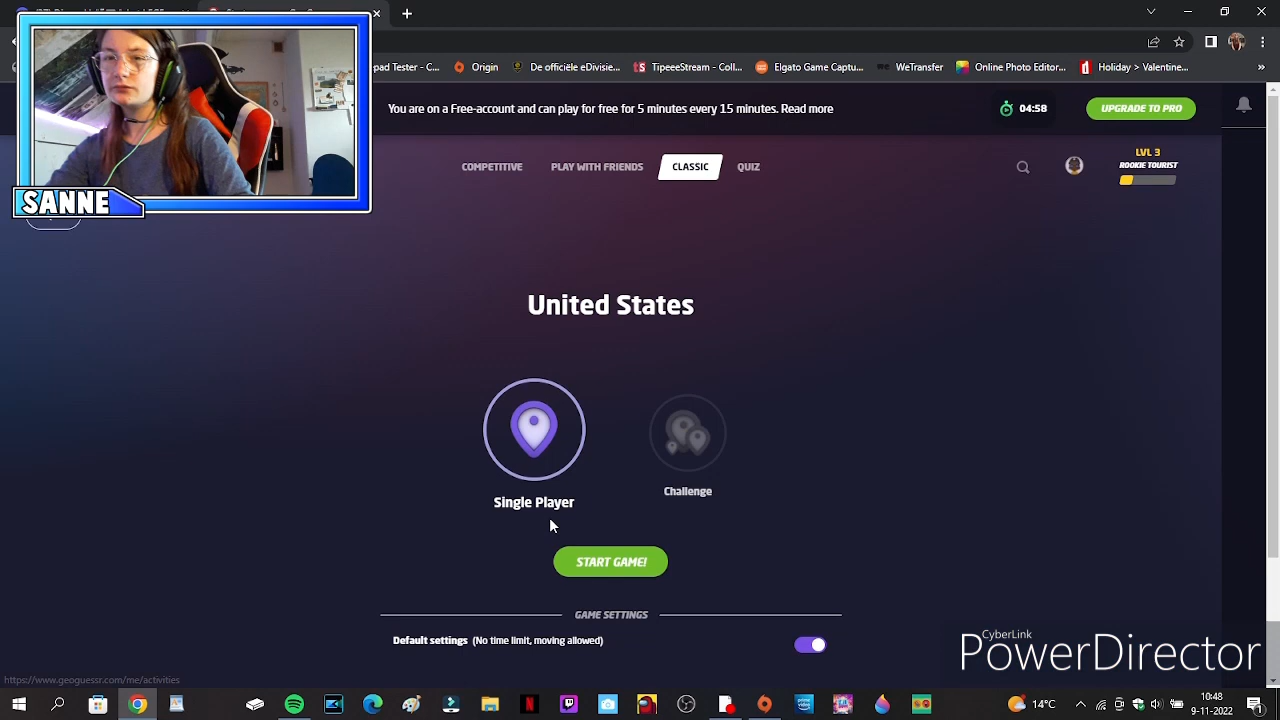 pad Tester - C...
Origin
De officiële eDivisie...
TipeeeStream - Coll...
Elgato Sound Captu...
WeTransfer
Online Photo Editor...
Holiday > Valentine...
»
You are on a Free-account and can play for free for 5 minutes every 15 minutes. Read more
04:58
UPGRADE TO PRO
COMPETITIVE
PLAY WITH FRIENDS
CLASSIC
QUIZ
LVL 3
ROOKIE TOURIST
SANNE
United States
Single Player
Challenge
START GAME!
GAME SETTINGS
Default settings (No time limit, moving allowed)
CyberLink
PowerDirector
https://www.geoguessr.com/me/activities
14°C
10:48
9-11-2022